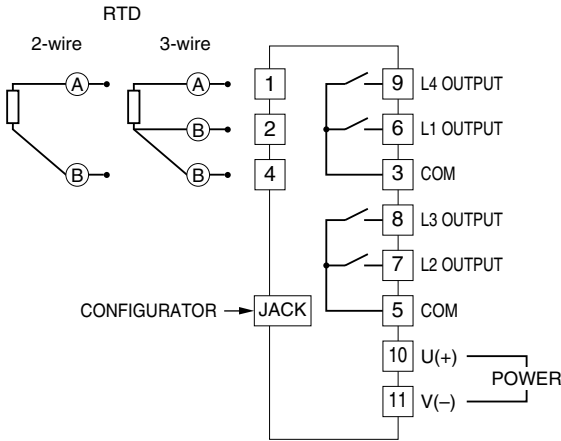 RTD
2-wire
3-wire
A
A
1
9
L4 OUTPUT
B
2
6
L1 OUTPUT
B
B
4
3
COM
8
L3 OUTPUT
7
L2 OUTPUT
CONFIGURATOR
JACK
5
COM
10
U(+)
POWER
11
V(–)